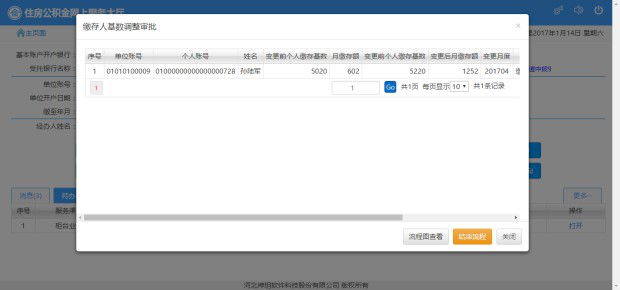 住房公积金网上服务大厅
主页面
2017年1月14日 星期六
缴存人基数调整审批
×
序号 单位账号 个人账号 姓名 变更前个人缴存基数 月缴存额 变更前个人缴存基数 变更后月缴存额 变更月度
1 01010100009 01000000000000000728 孙陆军 5020 602 5220 1252 201704
1 1 Go 共1页 每页显示 10 共1条记录
基本账户开户银行:
受托银行名称:
单位账号:
单位开户日期:
缴至年月:
经办人姓名:
流程图查看 结束流程 关闭
消息(3) 待办 更多
序号 操作
1 柜台业 打开
河北神玥软件科技股份有限公司 版权所有